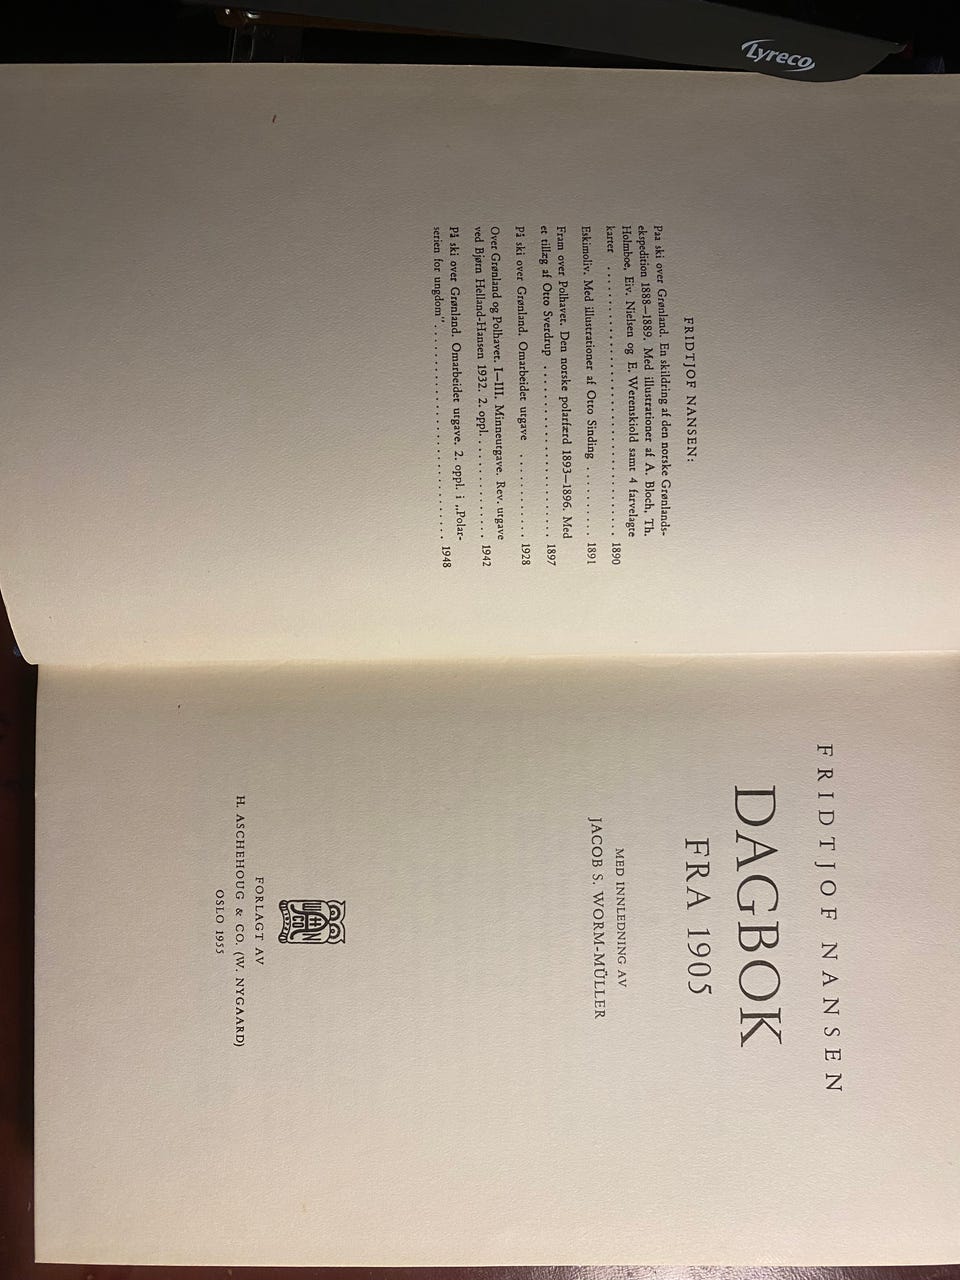 Lyreco
FRIDTJOF NANSEN:
Paa ski over Grønland. En skildring af den norske Grønlands-
ekspedition 1888—1889. Med illustrationer af A. Bloch, Th.
Holmboe, Eiv. Nielsen og E. Werenskiold samt 4 farvelagte
karter . . . . . . . . . . . . . . . . . . . . . . . . . . . . . . . . . . . 1890
Eskimoliv. Med illustrationer af Otto Sinding . . . . . . . . . . 1891
Fram over Polhavet. Den norske polarfærd 1893—1896. Med
et tillæg af Otto Sverdrup . . . . . . . . . . . . . . . . . . . . . . 1897
På ski over Grønland. Omarbeidet utgave . . . . . . . . . . . . 1928
Over Grønland og Polhavet. I—III. Minneutgave. Rev. utgave
ved Bjørn Helland-Hansen 1932. 2. oppl. . . . . . . . . . . . . 1942
På ski over Grønland. Omarbeidet utgave. 2. oppl. i „Polar-
serien for ungdom” . . . . . . . . . . . . . . . . . . . . . . . . . . 1948
FRIDTJOF NANSEN
DAGBOK
FRA 1905
MED INNLEDNING AV
JACOB S. WORM-MÜLLER
H A N
CO
FORLAGT AV
H. ASCHEHOUG & CO. (W. NYGAARD)
OSLO 1955